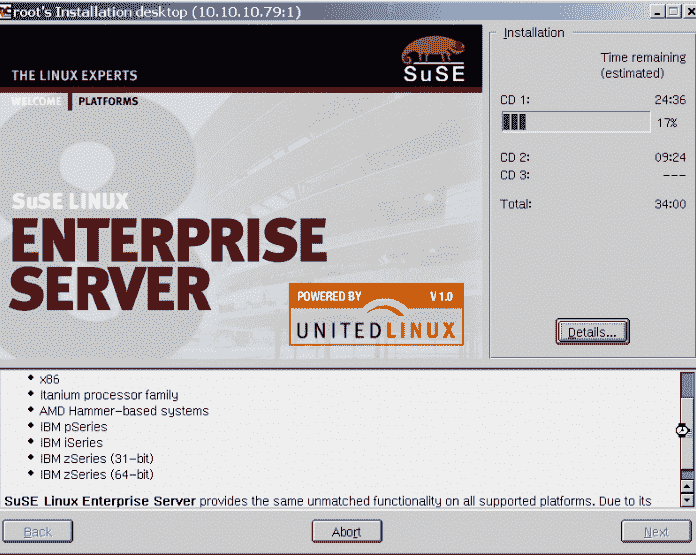 root's Installation desktop (10.10.10.79:1)
THE LINUX EXPERTS
SuSE
WELCOME PLATFORMS
8
SuSE LINUX
ENTERPRISE
SERVER
POWERED BY V 1.0
UNITEDLINUX
Installation
Time remaining
(estimated)
CD 1: 24:36
17%
CD 2: 09:24
CD 3: ---
Total: 34:00
Details...
◆ x86
◆ Itanium processor family
◆ AMD Hammer-based systems
◆ IBM pSeries
◆ IBM iSeries
◆ IBM zSeries (31-bit)
◆ IBM zSeries (64-bit)
SuSE Linux Enterprise Server provides the same unmatched functionality on all supported platforms. Due to its
Back Abort Next